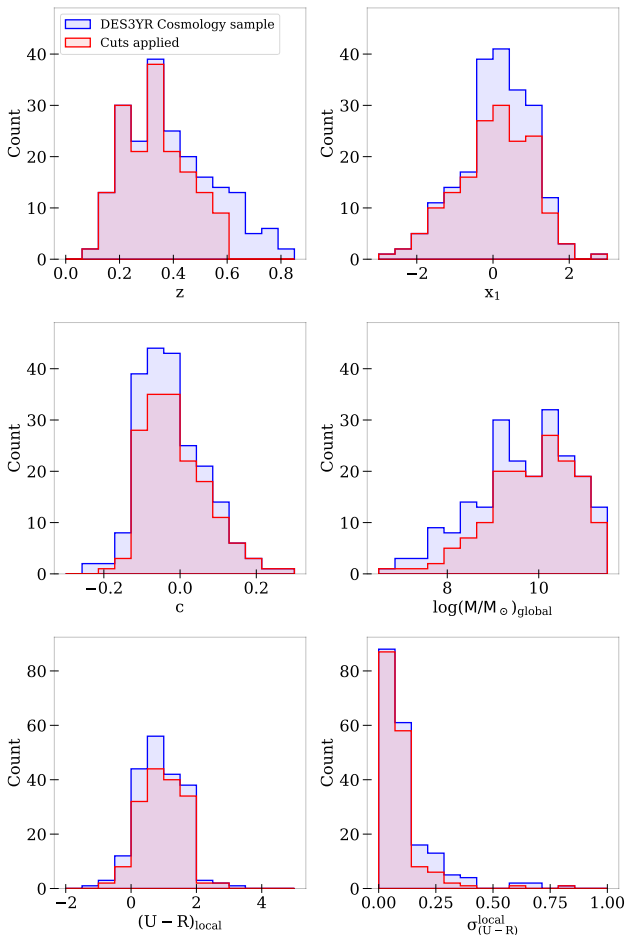 DES3YR Cosmology sample
Cuts applied
Count
40
30
20
10
0
0.0 0.2 0.4 0.6 0.8
z
Count
40
30
20
10
0
−2 0 2
x₁
Count
40
30
20
10
0
−0.2 0.0 0.2
c
Count
40
30
20
10
0
8 10
log(M/M☉)global
Count
80
60
40
20
0
−2 0 2 4
(U − R)local
Count
80
60
40
20
0
0.00 0.25 0.50 0.75 1.00
σ(U − R)local